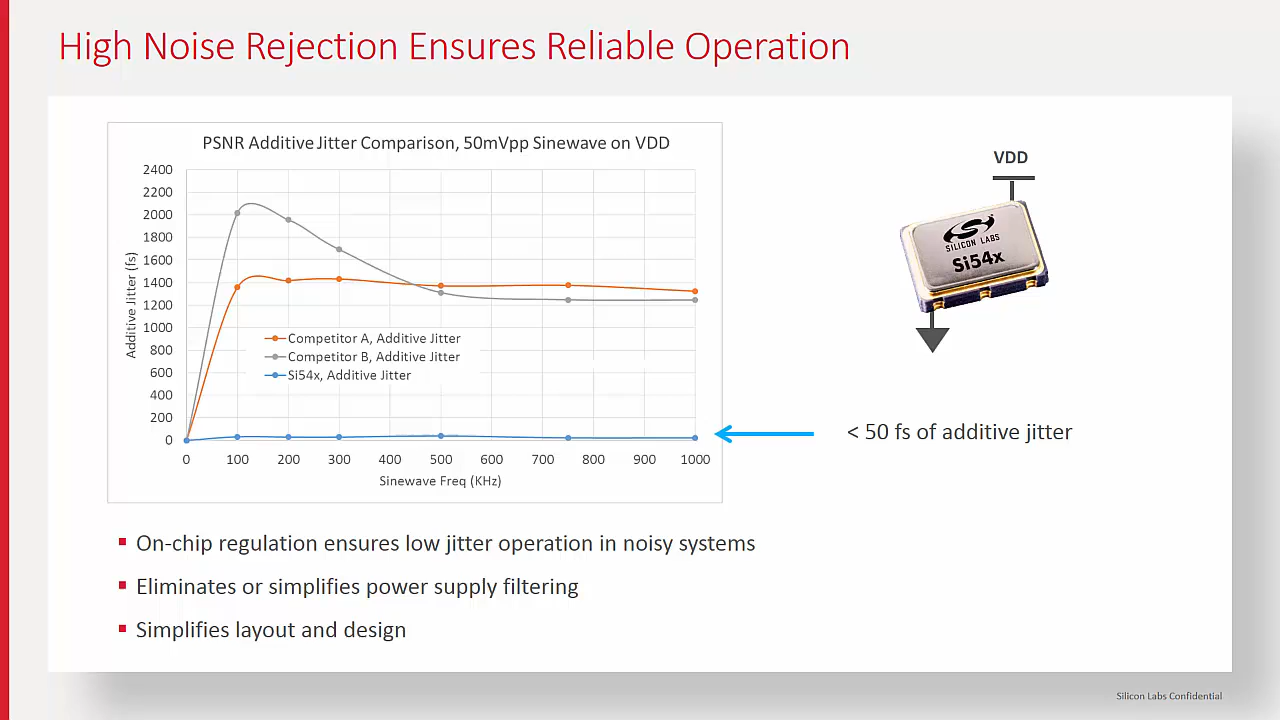 High Noise Rejection Ensures Reliable Operation
PSNR Additive Jitter Comparison, 50mVpp Sinewave on VDD
2400
2200
2000
1800
1600
1400
1200
1000
800
600
400
200
0
Additive Jitter (fs)
Competitor A, Additive Jitter
Competitor B, Additive Jitter
Si54x, Additive Jitter
0 100 200 300 400 500 600 700 800 900 1000
Sinewave Freq (KHz)
VDD
SILICON LABS
Si54x
< 50 fs of additive jitter
On-chip regulation ensures low jitter operation in noisy systems
Eliminates or simplifies power supply filtering
Simplifies layout and design
Silicon Labs Confidential